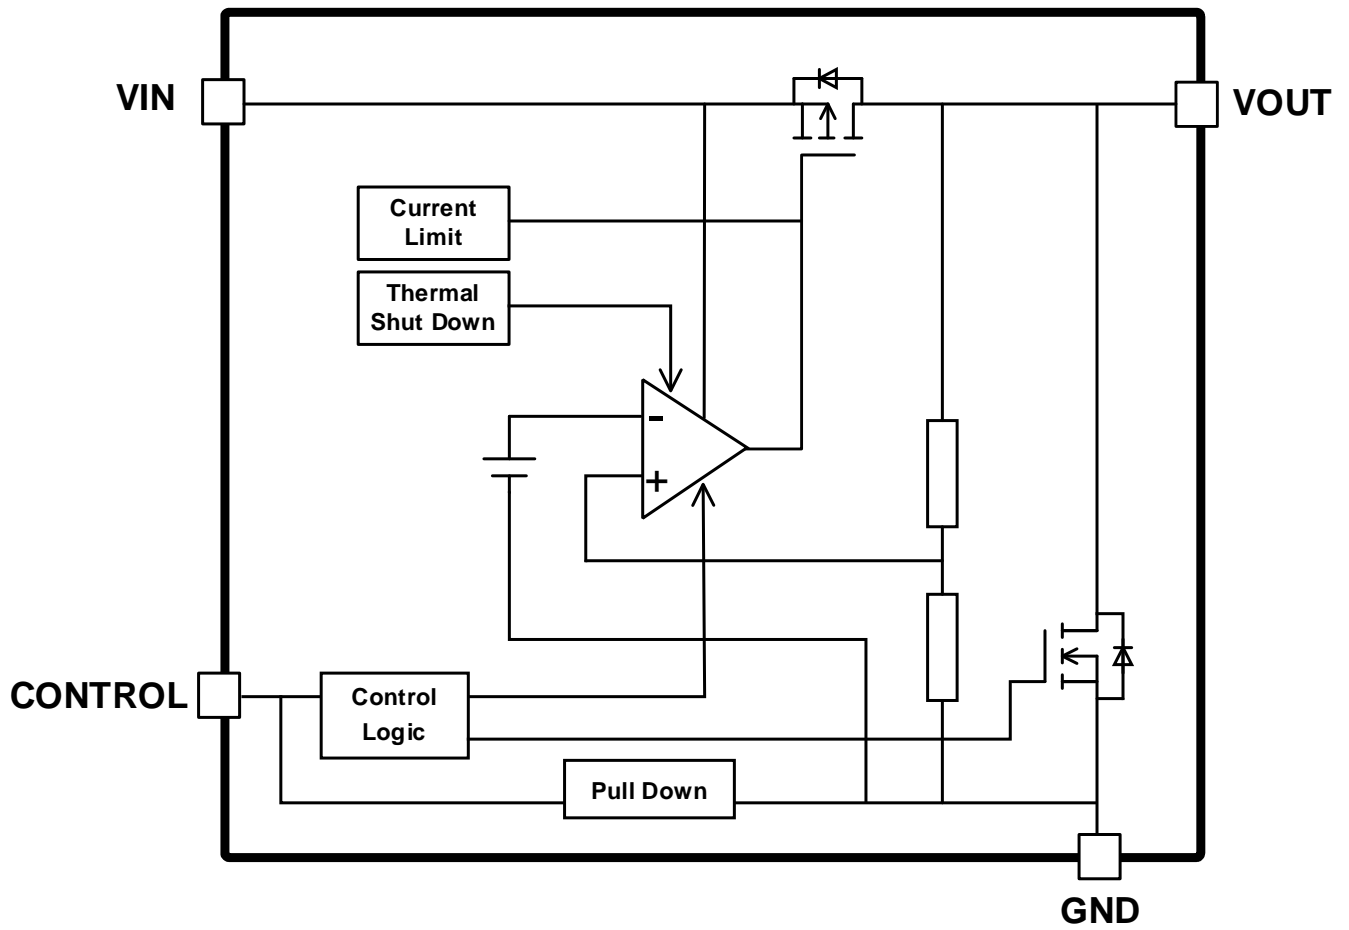 VIN
VOUT
Current
Limit
Thermal
Shut Down
-
+
CONTROL
Control
Logic
Pull Down
GND